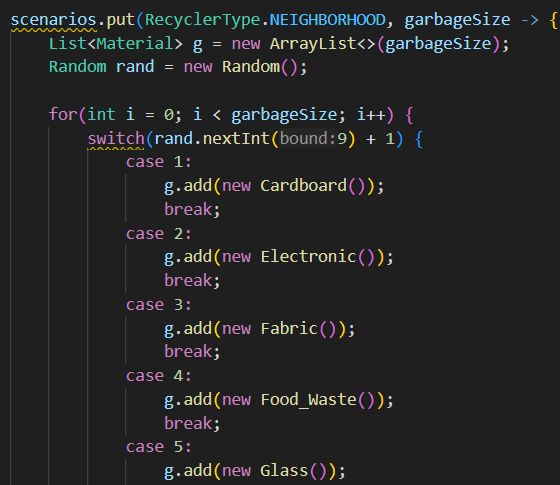 scenarios.put(RecyclerType.NEIGHBORHOOD, garbageSize -> {
List<Material> g = new ArrayList<>(garbageSize);
Random rand = new Random();
for(int i = 0; i < garbageSize; i++) {
switch(rand.nextInt(bound:9) + 1) {
case 1:
g.add(new Cardboard());
break;
case 2:
g.add(new Electronic());
break;
case 3:
g.add(new Fabric());
break;
case 4:
g.add(new Food_Waste());
break;
case 5:
g.add(new Glass());